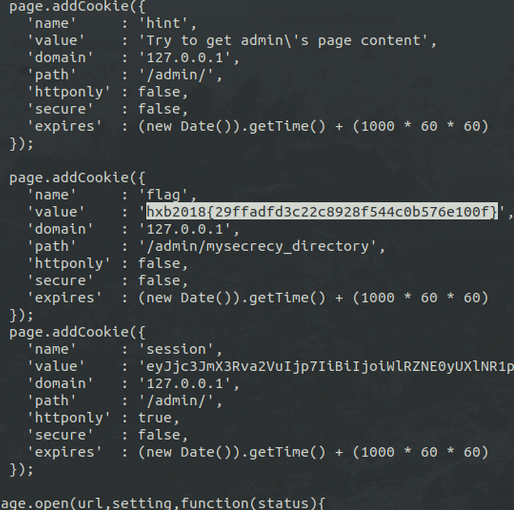 page.addCookie({
'name' : 'hint',
'value' : 'Try to get admin\'s page content',
'domain' : '127.0.0.1',
'path' : '/admin/',
'httponly' : false,
'secure' : false,
'expires' : (new Date()).getTime() + (1000 * 60 * 60)
});
page.addCookie({
'name' : 'flag',
'value' : 'hxb2018{29ffadfd3c22c8928f544c0b576e100f}',
'domain' : '127.0.0.1',
'path' : '/admin/mysecrecy_directory',
'httponly' : false,
'secure' : false,
'expires' : (new Date()).getTime() + (1000 * 60 * 60)
});
page.addCookie({
'name' : 'session',
'value' : 'eyJjc3JmX3Rva2VuIjp7IiBiIjoiWlRZNE0yUXlNR1p
'domain' : '127.0.0.1',
'path' : '/admin/',
'httponly' : true,
'secure' : false,
'expires' : (new Date()).getTime() + (1000 * 60 * 60)
});
age.open(url,setting,function(status){